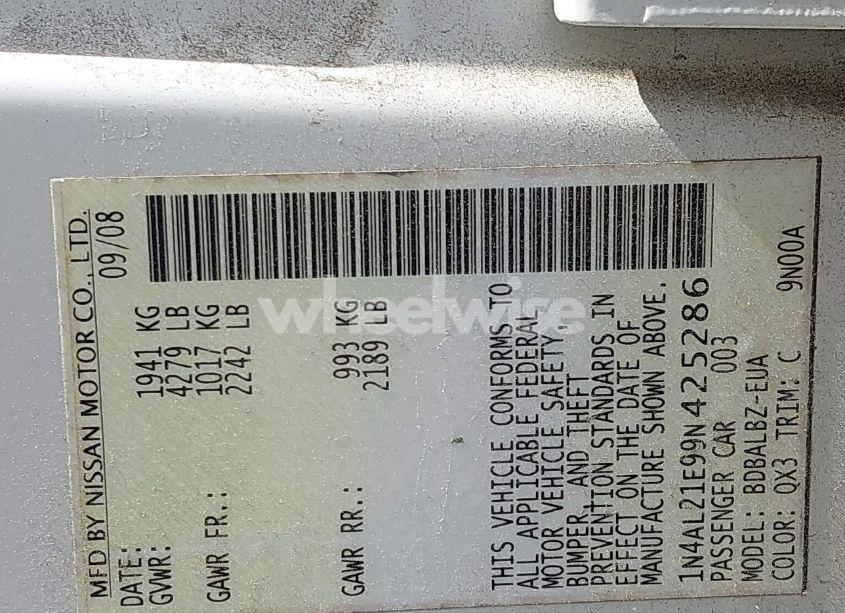 MFD BY NISSAN MOTOR CO., LTD.
DATE: 09/08
GVWR: 1941 KG
4279 LB
GAWR FR.: 1017 KG
2242 LB
GAWR RR.: 993 KG
2189 LB
THIS VEHICLE CONFORMS TO
ALL APPLICABLE FEDERAL
MOTOR VEHICLE SAFETY,
BUMPER, AND THEFT
PREVENTION STANDARDS IN
EFFECT ON THE DATE OF
MANUFACTURE SHOWN ABOVE.
1N4AL21E99N425286
PASSENGER CAR 003
MODEL: BDBALBZ-EUA
COLOR: QX3 TRIM: C 9N00A
wheelwise